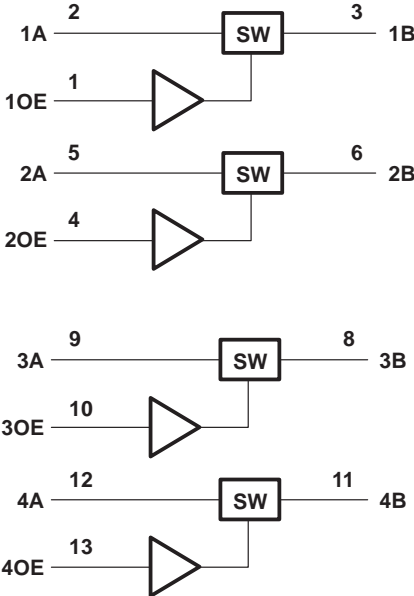 2 3
1A SW 1B
1
1OE
5 6
2A SW 2B
4
2OE
9 8
3A SW 3B
10
3OE
12 11
4A SW 4B
13
4OE